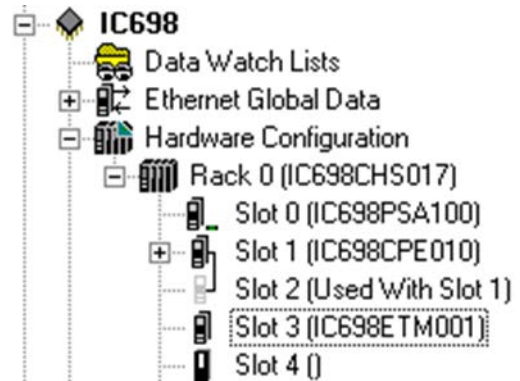 IC698
Data Watch Lists
Ethernet Global Data
Hardware Configuration
Rack 0 (IC698CHS017)
Slot 0 (IC698PSA100)
Slot 1 (IC698CPE010)
Slot 2 (Used With Slot 1)
Slot 3 (IC698ETM001)
Slot 4 ()